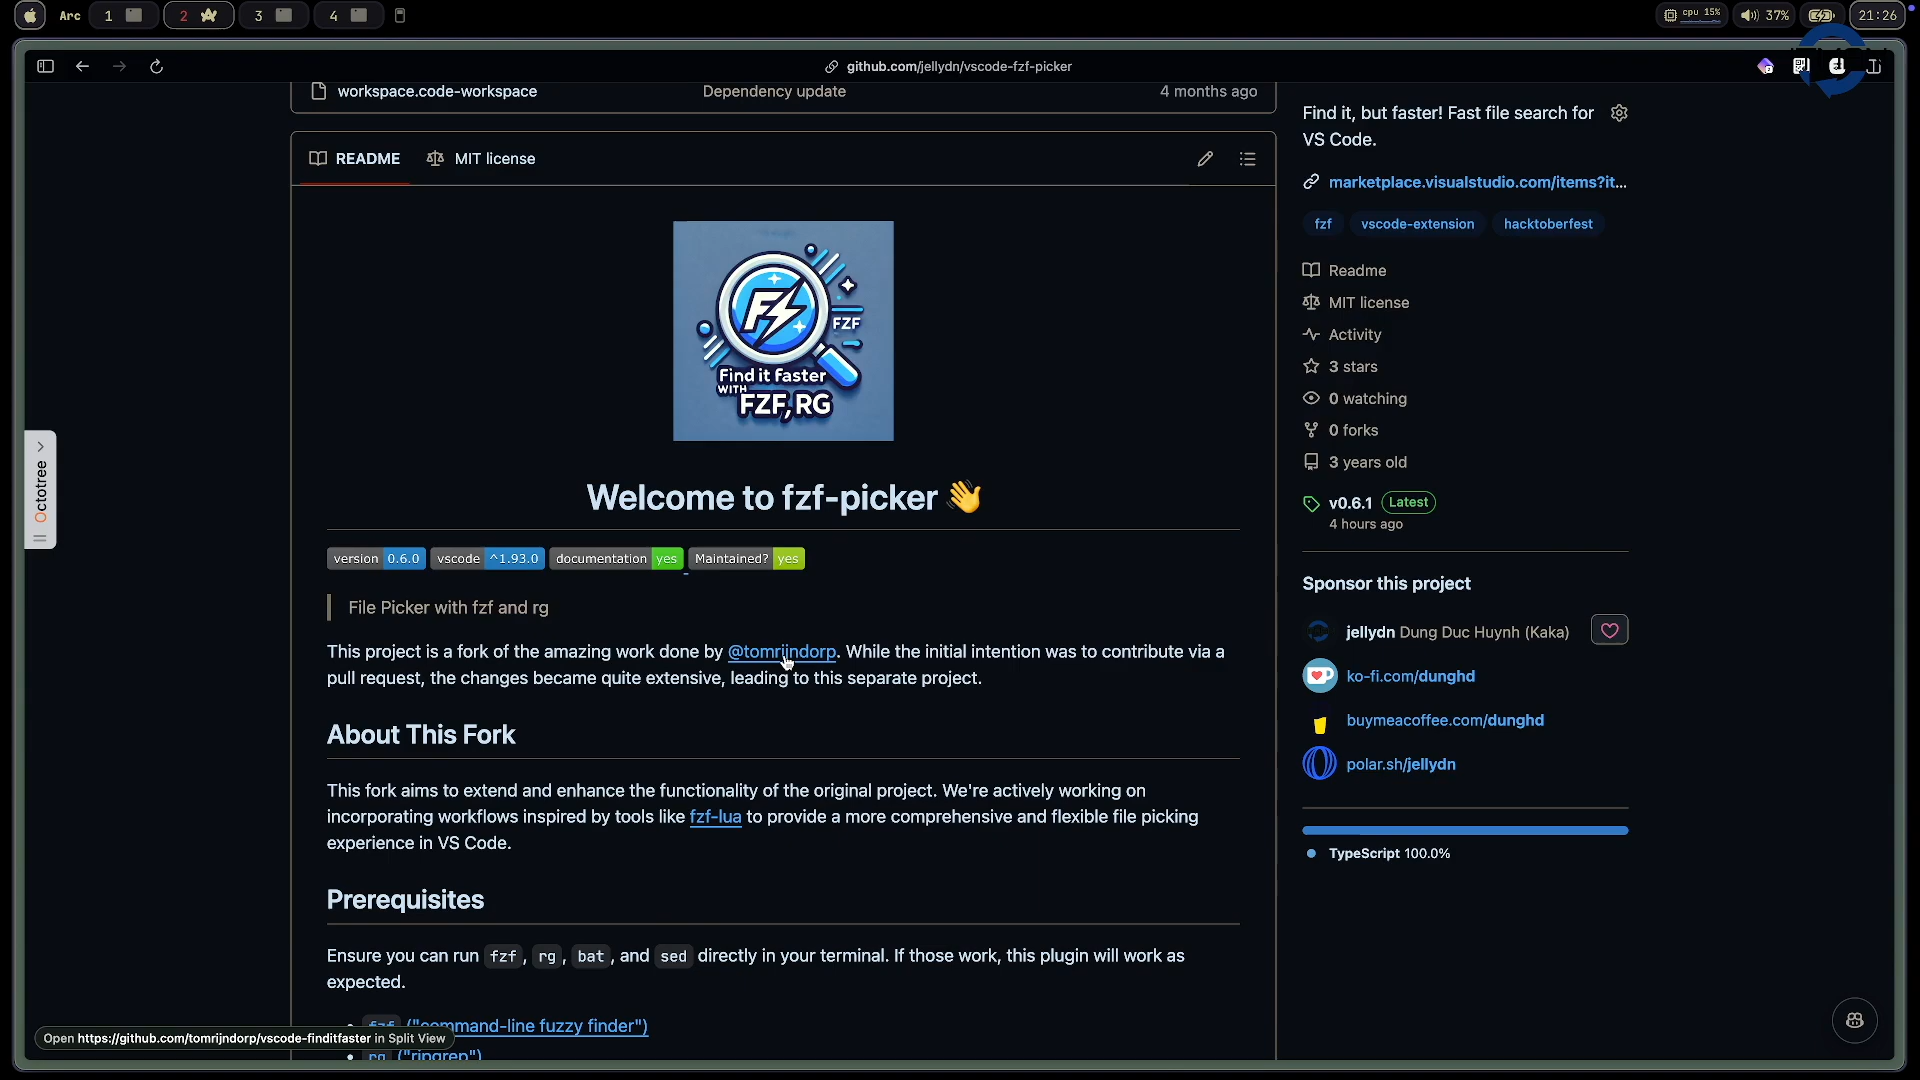 Arc 1 2 3 4 cpu 15% 37% 21:26
github.com/jellydn/vscode-fzf-picker
workspace.code-workspace Dependency update 4 months ago
README MIT license
FZF
Find it faster
WITH
FZF, RG
Welcome to fzf-picker 👋
version 0.6.0 vscode ^1.93.0 documentation yes Maintained? yes
File Picker with fzf and rg
This project is a fork of the amazing work done by @tomrijndorp. While the initial intention was to contribute via a
pull request, the changes became quite extensive, leading to this separate project.
About This Fork
This fork aims to extend and enhance the functionality of the original project. We're actively working on
incorporating workflows inspired by tools like fzf-lua to provide a more comprehensive and flexible file picking
experience in VS Code.
Prerequisites
Ensure you can run fzf, rg, bat, and sed directly in your terminal. If those work, this plugin will work as
expected.
fzf ("command-line fuzzy finder")
rg ("ripgrep")
Octotree
Open https://github.com/tomrijndorp/vscode-finditfaster in Split View
Find it, but faster! Fast file search for
VS Code.
marketplace.visualstudio.com/items?it...
fzf vscode-extension hacktoberfest
Readme
MIT license
Activity
3 stars
0 watching
0 forks
3 years old
v0.6.1 Latest
4 hours ago
Sponsor this project
jellydn Dung Duc Huynh (Kaka)
ko-fi.com/dunghd
buymeacoffee.com/dunghd
polar.sh/jellydn
TypeScript 100.0%